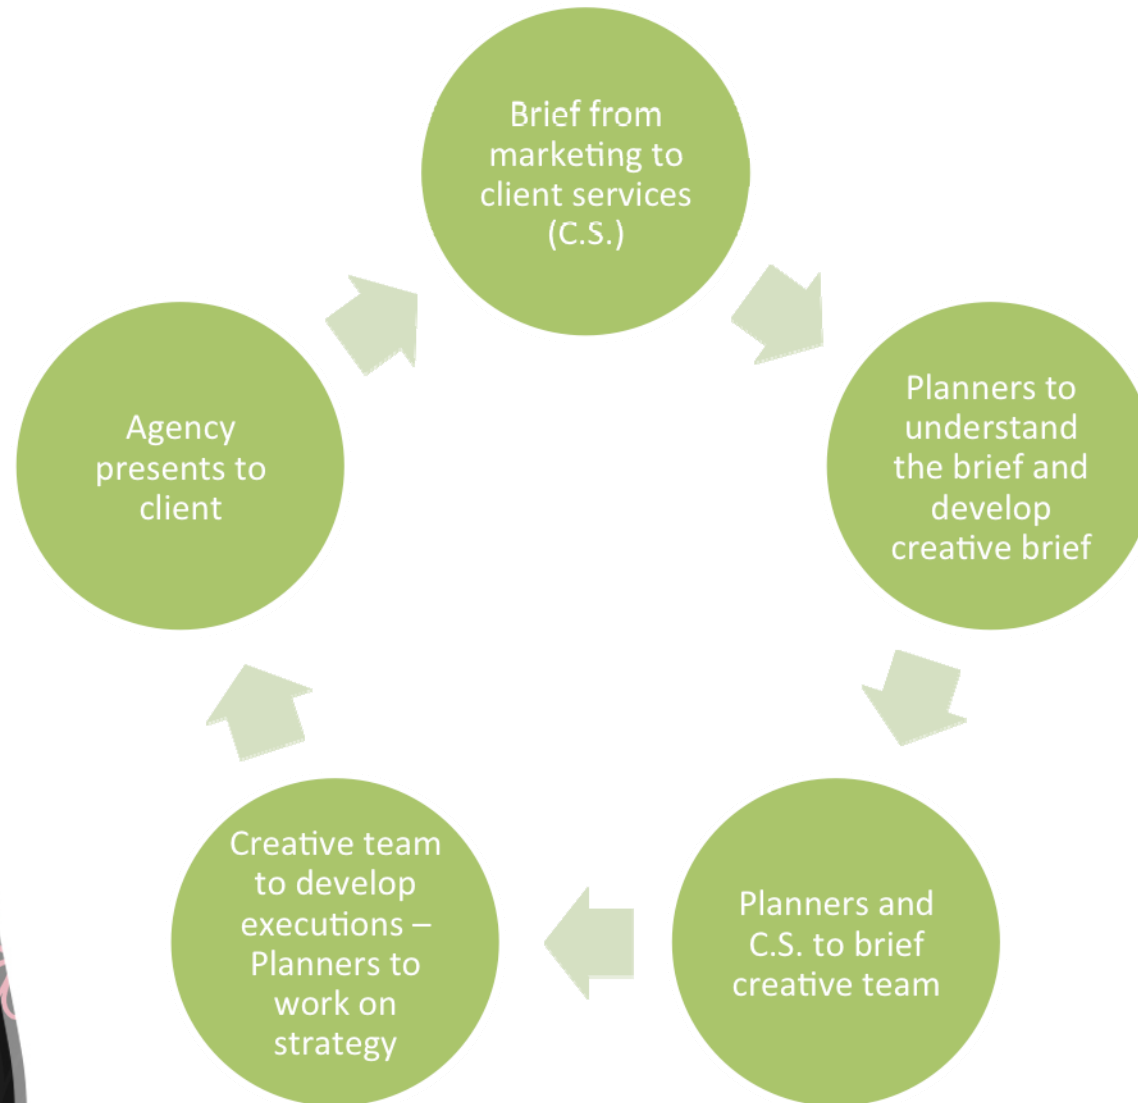 Brief from
marketing to
client services
(C.S.)
Planners to
understand
the brief and
develop
creative brief
Planners and
C.S. to brief
creative team
Creative team
to develop
executions –
Planners to
work on
strategy
Agency
presents to
client